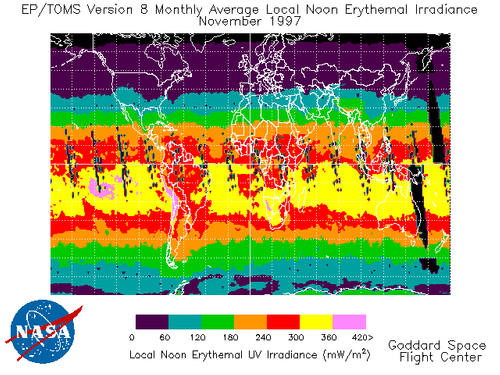 EP/TOMS Version 8 Monthly Average Local Noon Erythemal Irradiance
November 1997
NASA
0 60 120 180 240 300 360 420>
Local Noon Erythemal UV Irradiance (mW/m²)
Goddard Space
Flight Center